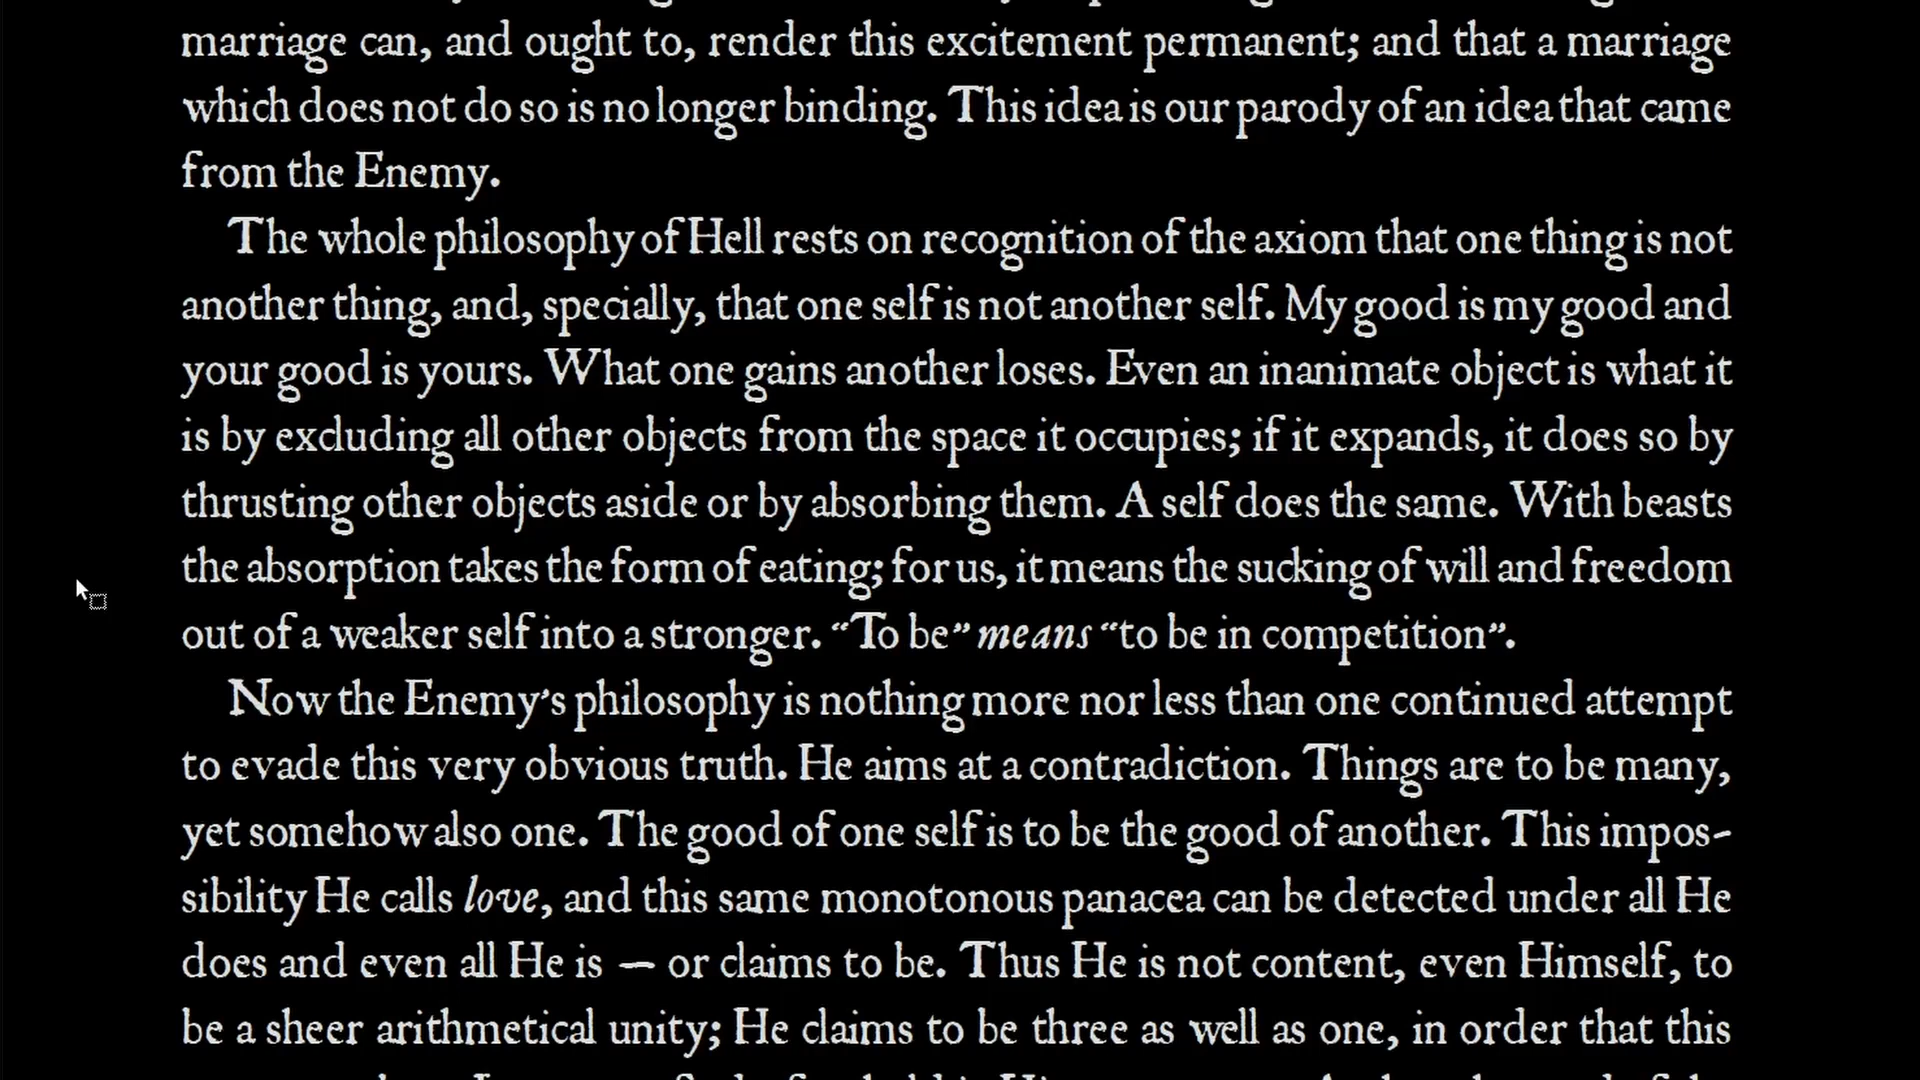 marriage can, and ought to, render this excitement permanent; and that a marriage
which does not do so is no longer binding. This idea is our parody of an idea that came
from the Enemy.
The whole philosophy of Hell rests on recognition of the axiom that one thing is not
another thing, and, specially, that one self is not another self. My good is my good and
your good is yours. What one gains another loses. Even an inanimate object is what it
is by excluding all other objects from the space it occupies; if it expands, it does so by
thrusting other objects aside or by absorbing them. A self does the same. With beasts
the absorption takes the form of eating; for us, it means the sucking of will and freedom
out of a weaker self into a stronger. “To be” means “to be in competition”.
Now the Enemy’s philosophy is nothing more nor less than one continued attempt
to evade this very obvious truth. He aims at a contradiction. Things are to be many,
yet somehow also one. The good of one self is to be the good of another. This impos-
sibility He calls love, and this same monotonous panacea can be detected under all He
does and even all He is — or claims to be. Thus He is not content, even Himself, to
be a sheer arithmetical unity; He claims to be three as well as one, in order that this